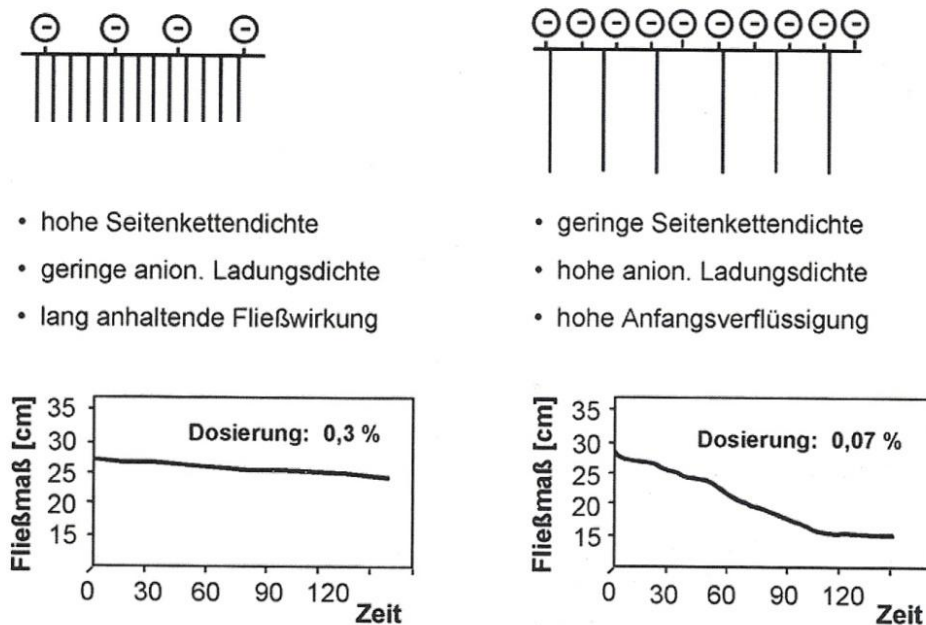 - - - -
- - - - - - - - - -
• hohe Seitenkettendichte
• geringe anion. Ladungsdichte
• lang anhaltende Fließwirkung
• geringe Seitenkettendichte
• hohe anion. Ladungsdichte
• hohe Anfangsverflüssigung
Fließmaß [cm]
35
30
25
20
15
Dosierung: 0,3 %
0 30 60 90 120
Zeit
Fließmaß [cm]
35
30
25
20
15
Dosierung: 0,07 %
0 30 60 90 120
Zeit